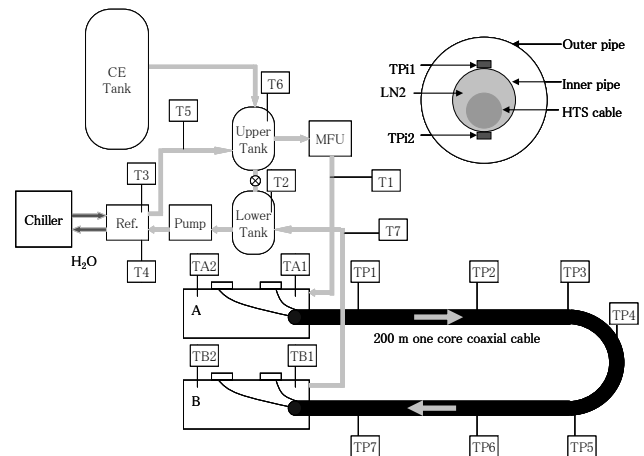 CE
Tank
T6
T5
Upper
Tank
MFU
T3
T2
T1
Chiller
Ref.
Pump
Lower
Tank
T7
H2O
T4
TA2
TA1
TP1
TP2
TP3
A
TP4
200 m one core coaxial cable
TB2
TB1
B
TP7
TP6
TP5
Outer pipe
TPi1
Inner pipe
LN2
HTS cable
TPi2